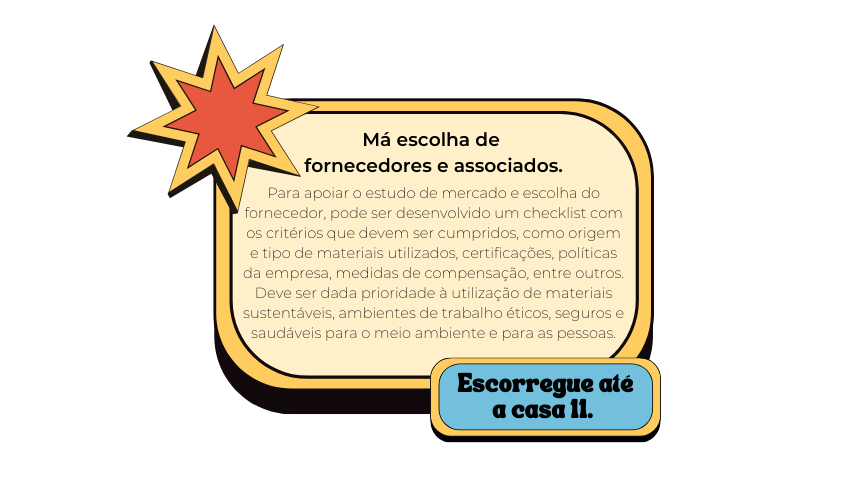 Má escolha de
fornecedores e associados.
Para apoiar o estudo de mercado e escolha do
fornecedor, pode ser desenvolvido um checklist com
os critérios que devem ser cumpridos, como origem
e tipo de materiais utilizados, certificações, políticas
da empresa, medidas de compensação, entre outros.
Deve ser dada prioridade à utilização de materiais
sustentáveis, ambientes de trabalho éticos, seguros e
saudáveis para o meio ambiente e para as pessoas.
Escorregue até
a casa 11.